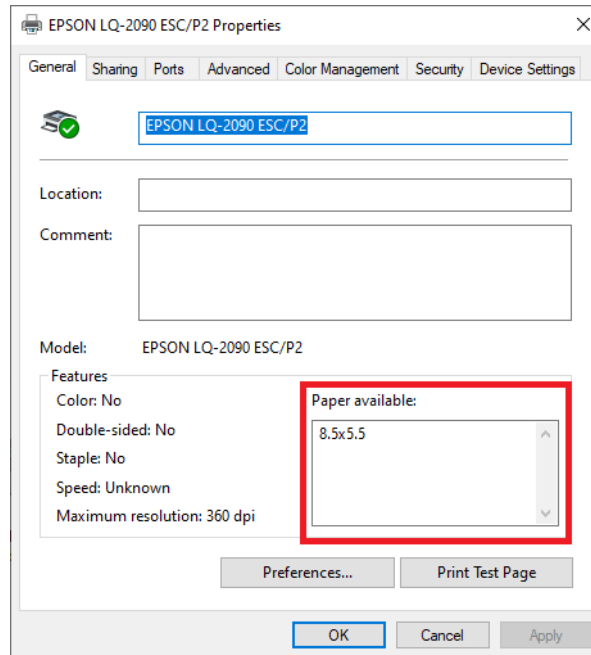 EPSON LQ-2090 ESC/P2 Properties
General Sharing Ports Advanced Color Management Security Device Settings
EPSON LQ-2090 ESC/P2
Location:
Comment:
Model: EPSON LQ-2090 ESC/P2
Features
Color: No
Double-sided: No
Staple: No
Speed: Unknown
Maximum resolution: 360 dpi
Paper available:
8.5x5.5
Preferences... Print Test Page
OK Cancel Apply